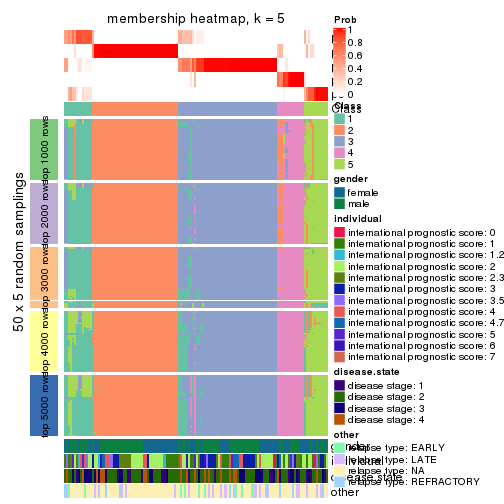 membership heatmap, k = 5
50 x 5 random samplings
top 1000 rows
top 2000 rows
top 3000 rows
top 4000 rows
top 5000 rows
Prob
1
0.8
0.6
0.4
0.2
0
Class
Class
1
2
3
4
5
gender
female
male
individual
international prognostic score: 0
international prognostic score: 1
international prognostic score: 1.2
international prognostic score: 2
international prognostic score: 2.3
international prognostic score: 3
international prognostic score: 3.5
international prognostic score: 4
international prognostic score: 4.7
international prognostic score: 5
international prognostic score: 6
international prognostic score: 7
disease.state
disease stage: 1
disease stage: 2
disease stage: 3
disease stage: 4
other
relapse type: EARLY
relapse type: LATE
relapse type: NA
relapse type: REFRACTORY
gender
individual
disease.state
other